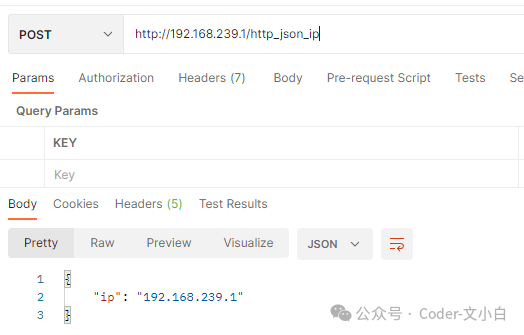 POST http://192.168.239.1/http_json_ip
Params Authorization Headers (7) Body Pre-request Script Tests Se
Query Params
KEY
Key
Body Cookies Headers (5) Test Results
Pretty Raw Preview Visualize JSON
1 {
2 "ip": "192.168.239.1"
3 }
公众号 · Coder-文小白